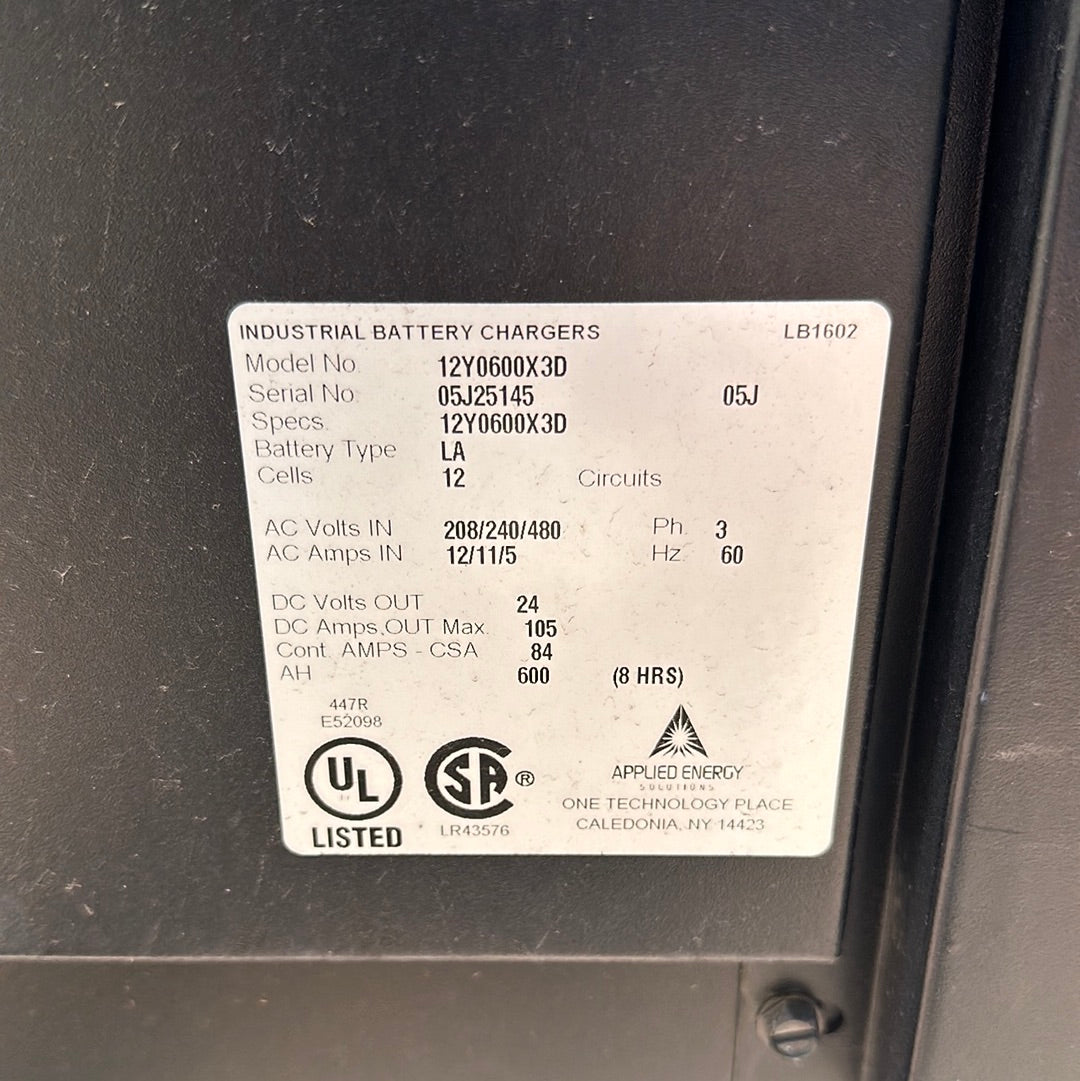 INDUSTRIAL BATTERY CHARGERS LB1602
Model No. 12Y0600X3D
Serial No. 05J25145 05J
Specs. 12Y0600X3D
Battery Type LA
Cells 12 Circuits
AC Volts IN 208/240/480 Ph. 3
AC Amps IN 12/11/5 Hz. 60
DC Volts OUT 24
DC Amps.OUT Max. 105
Cont. AMPS - CSA 84
AH 600 (8 HRS)
447R
E52098
UL
LISTED
SA ®
LR43576
APPLIED ENERGY
SOLUTIONS
ONE TECHNOLOGY PLACE
CALEDONIA, NY 14423